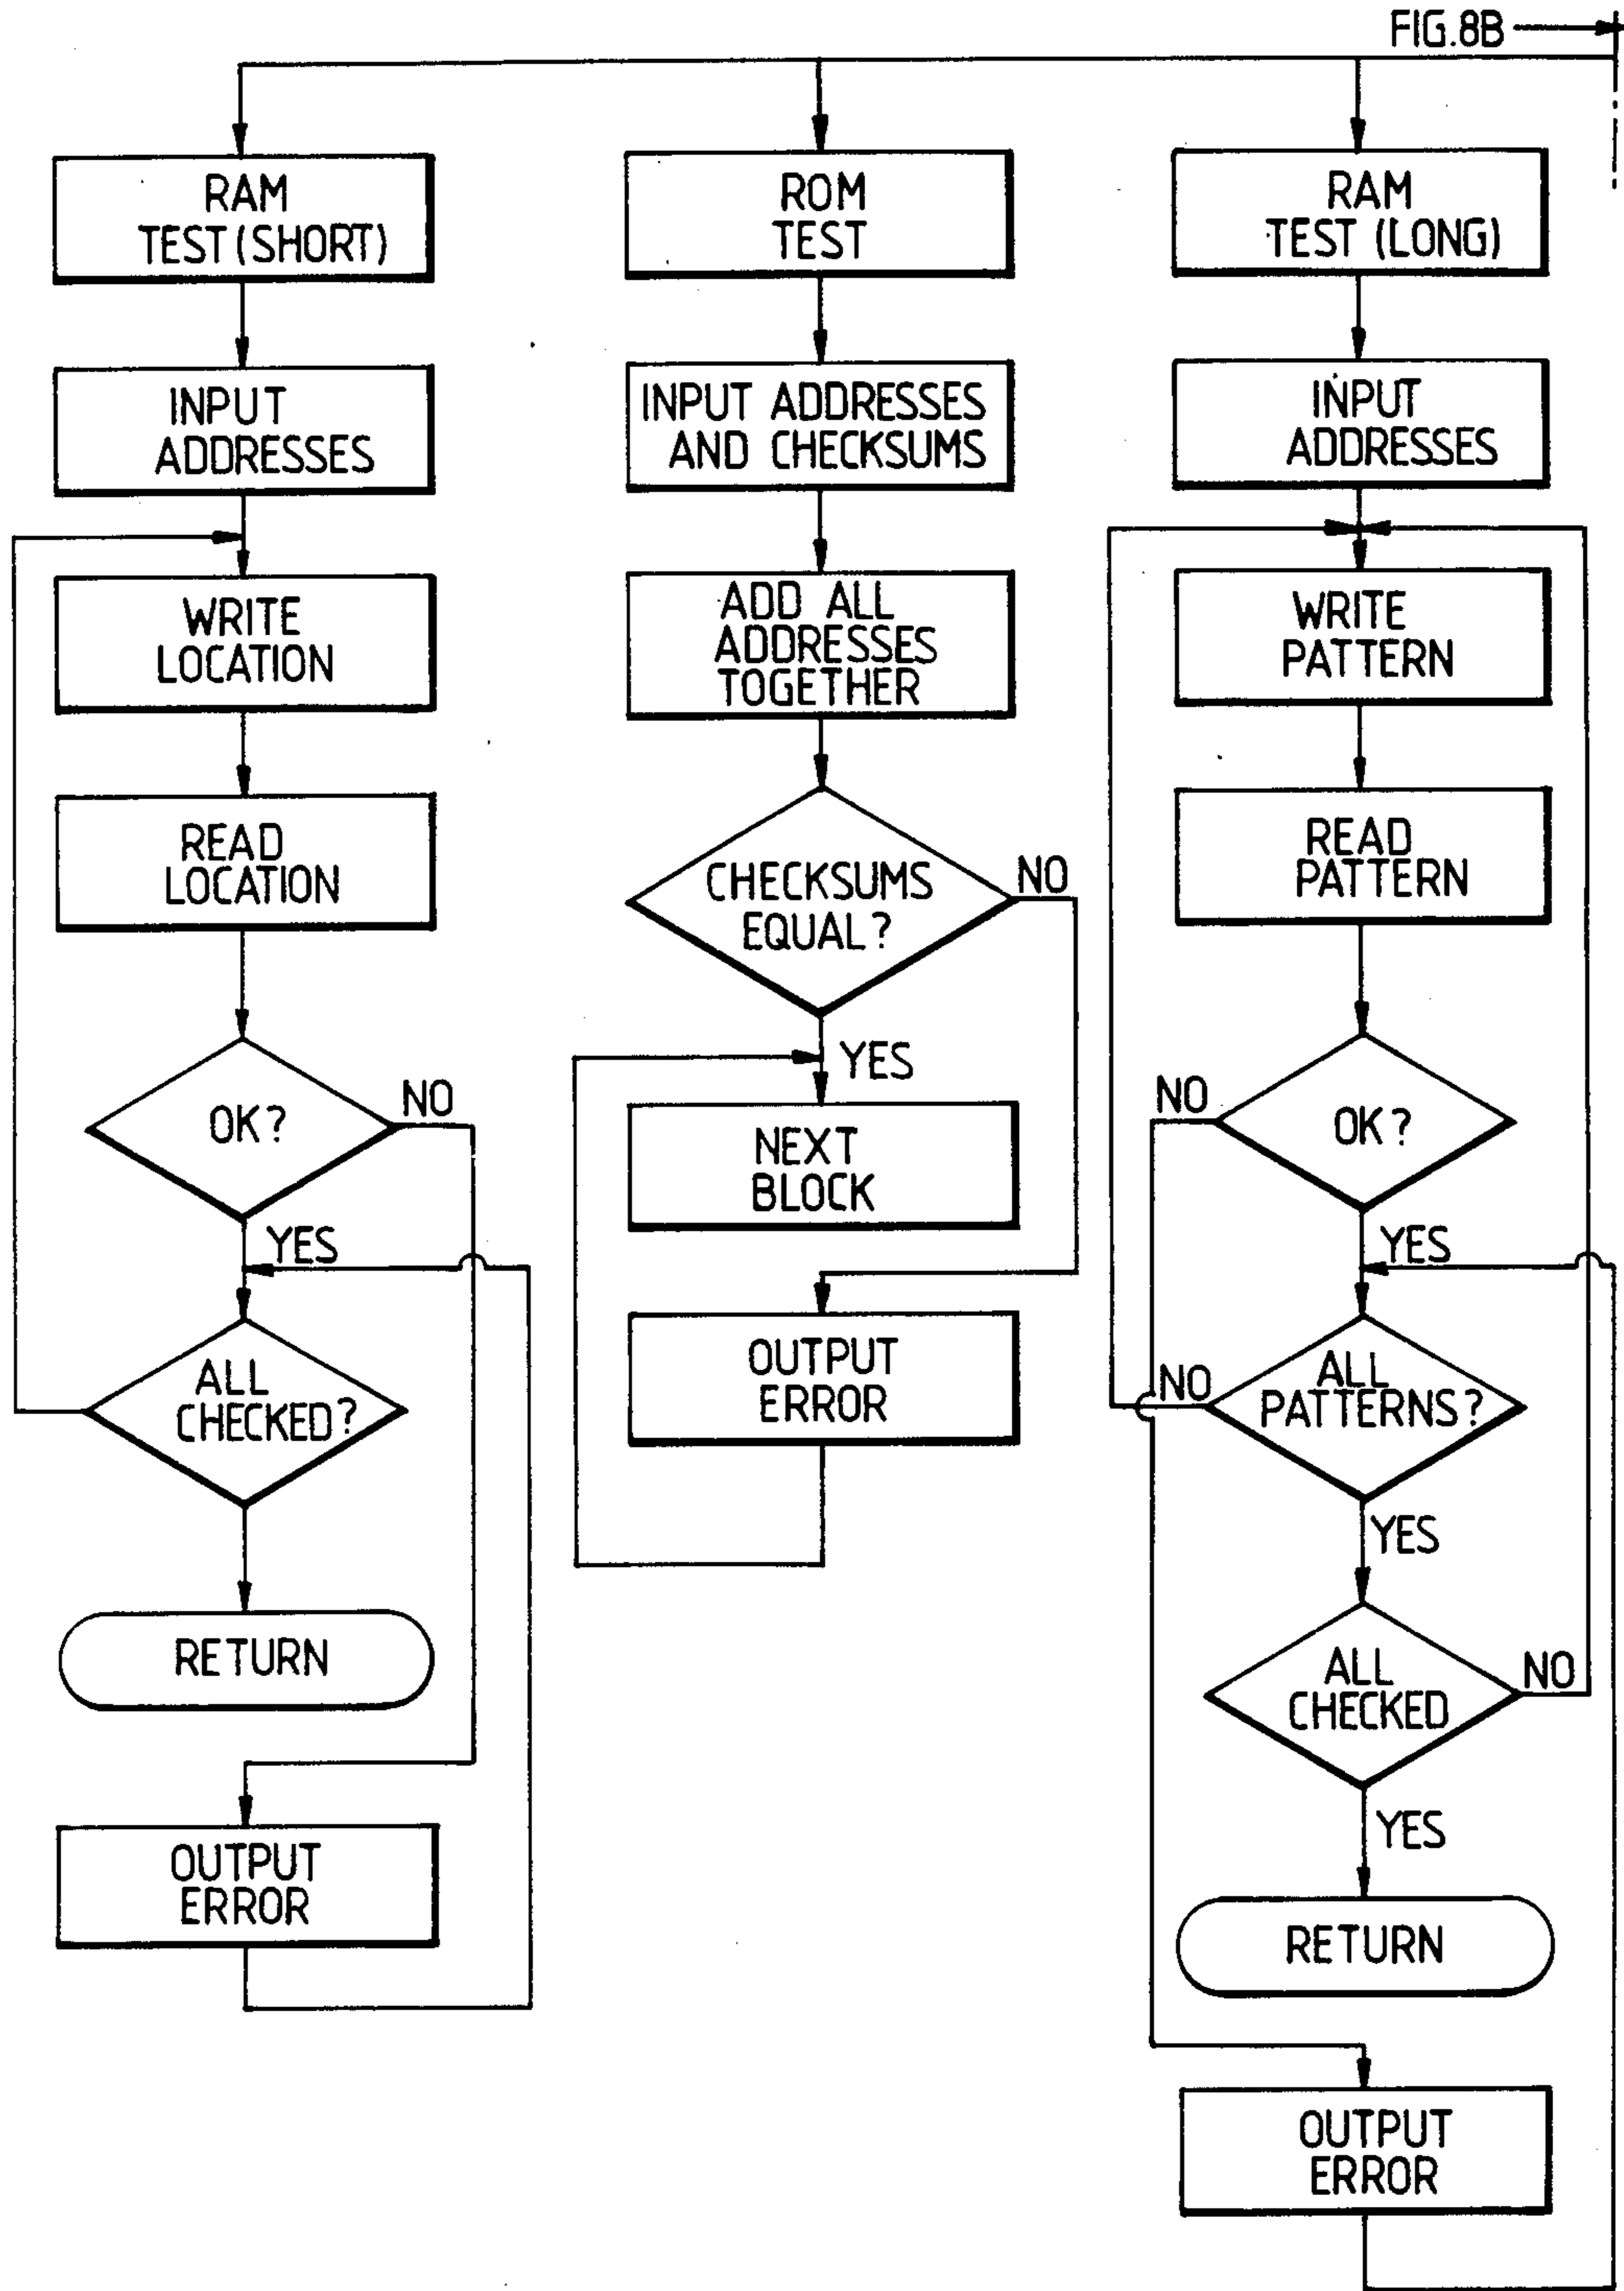 FIG.8B
RAM
TEST (SHORT)
INPUT
ADDRESSES
WRITE
LOCATION
READ
LOCATION
OK?
NO
YES
ALL
CHECKED?
RETURN
OUTPUT
ERROR
ROM
TEST
INPUT ADDRESSES
AND CHECKSUMS
ADD ALL
ADDRESSES
TOGETHER
CHECKSUMS
EQUAL?
NO
YES
NEXT
BLOCK
OUTPUT
ERROR
RAM
TEST (LONG)
INPUT
ADDRESSES
WRITE
PATTERN
READ
PATTERN
NO
OK?
YES
NO
ALL
PATTERNS?
YES
ALL
CHECKED
NO
YES
RETURN
OUTPUT
ERROR